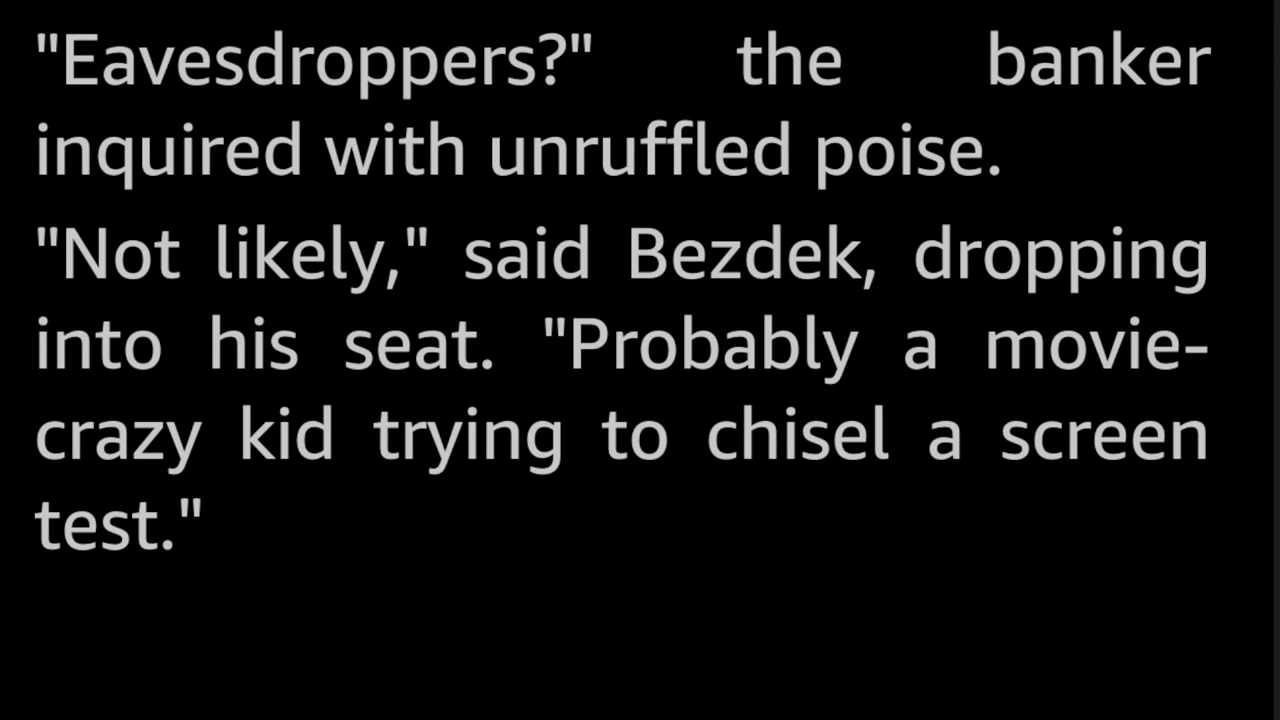 "Eavesdroppers?" the banker
inquired with unruffled poise.
"Not likely," said Bezdek, dropping
into his seat. "Probably a movie-
crazy kid trying to chisel a screen
test."